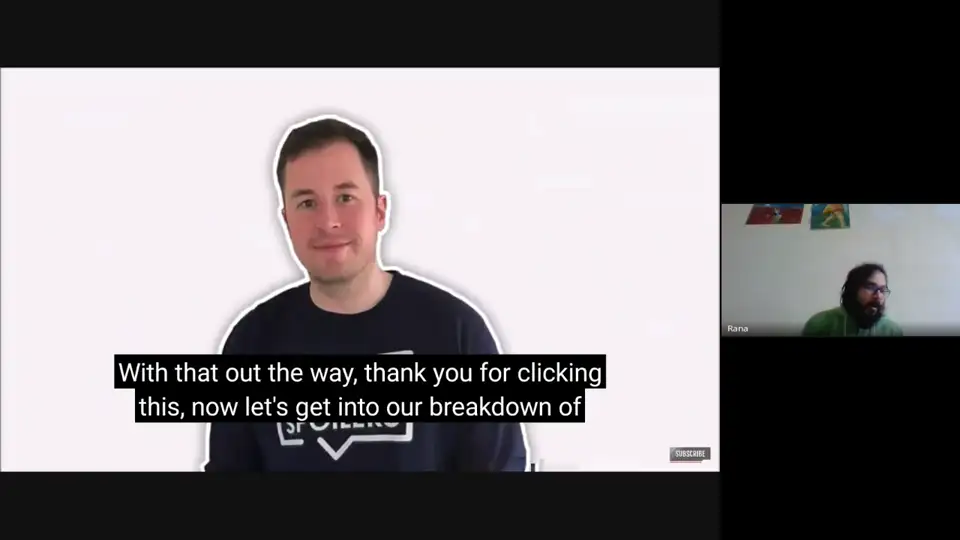 With that out the way, thank you for clicking
this, now let's get into our breakdown of
SPOILERS
SUBSCRIBE
Rana